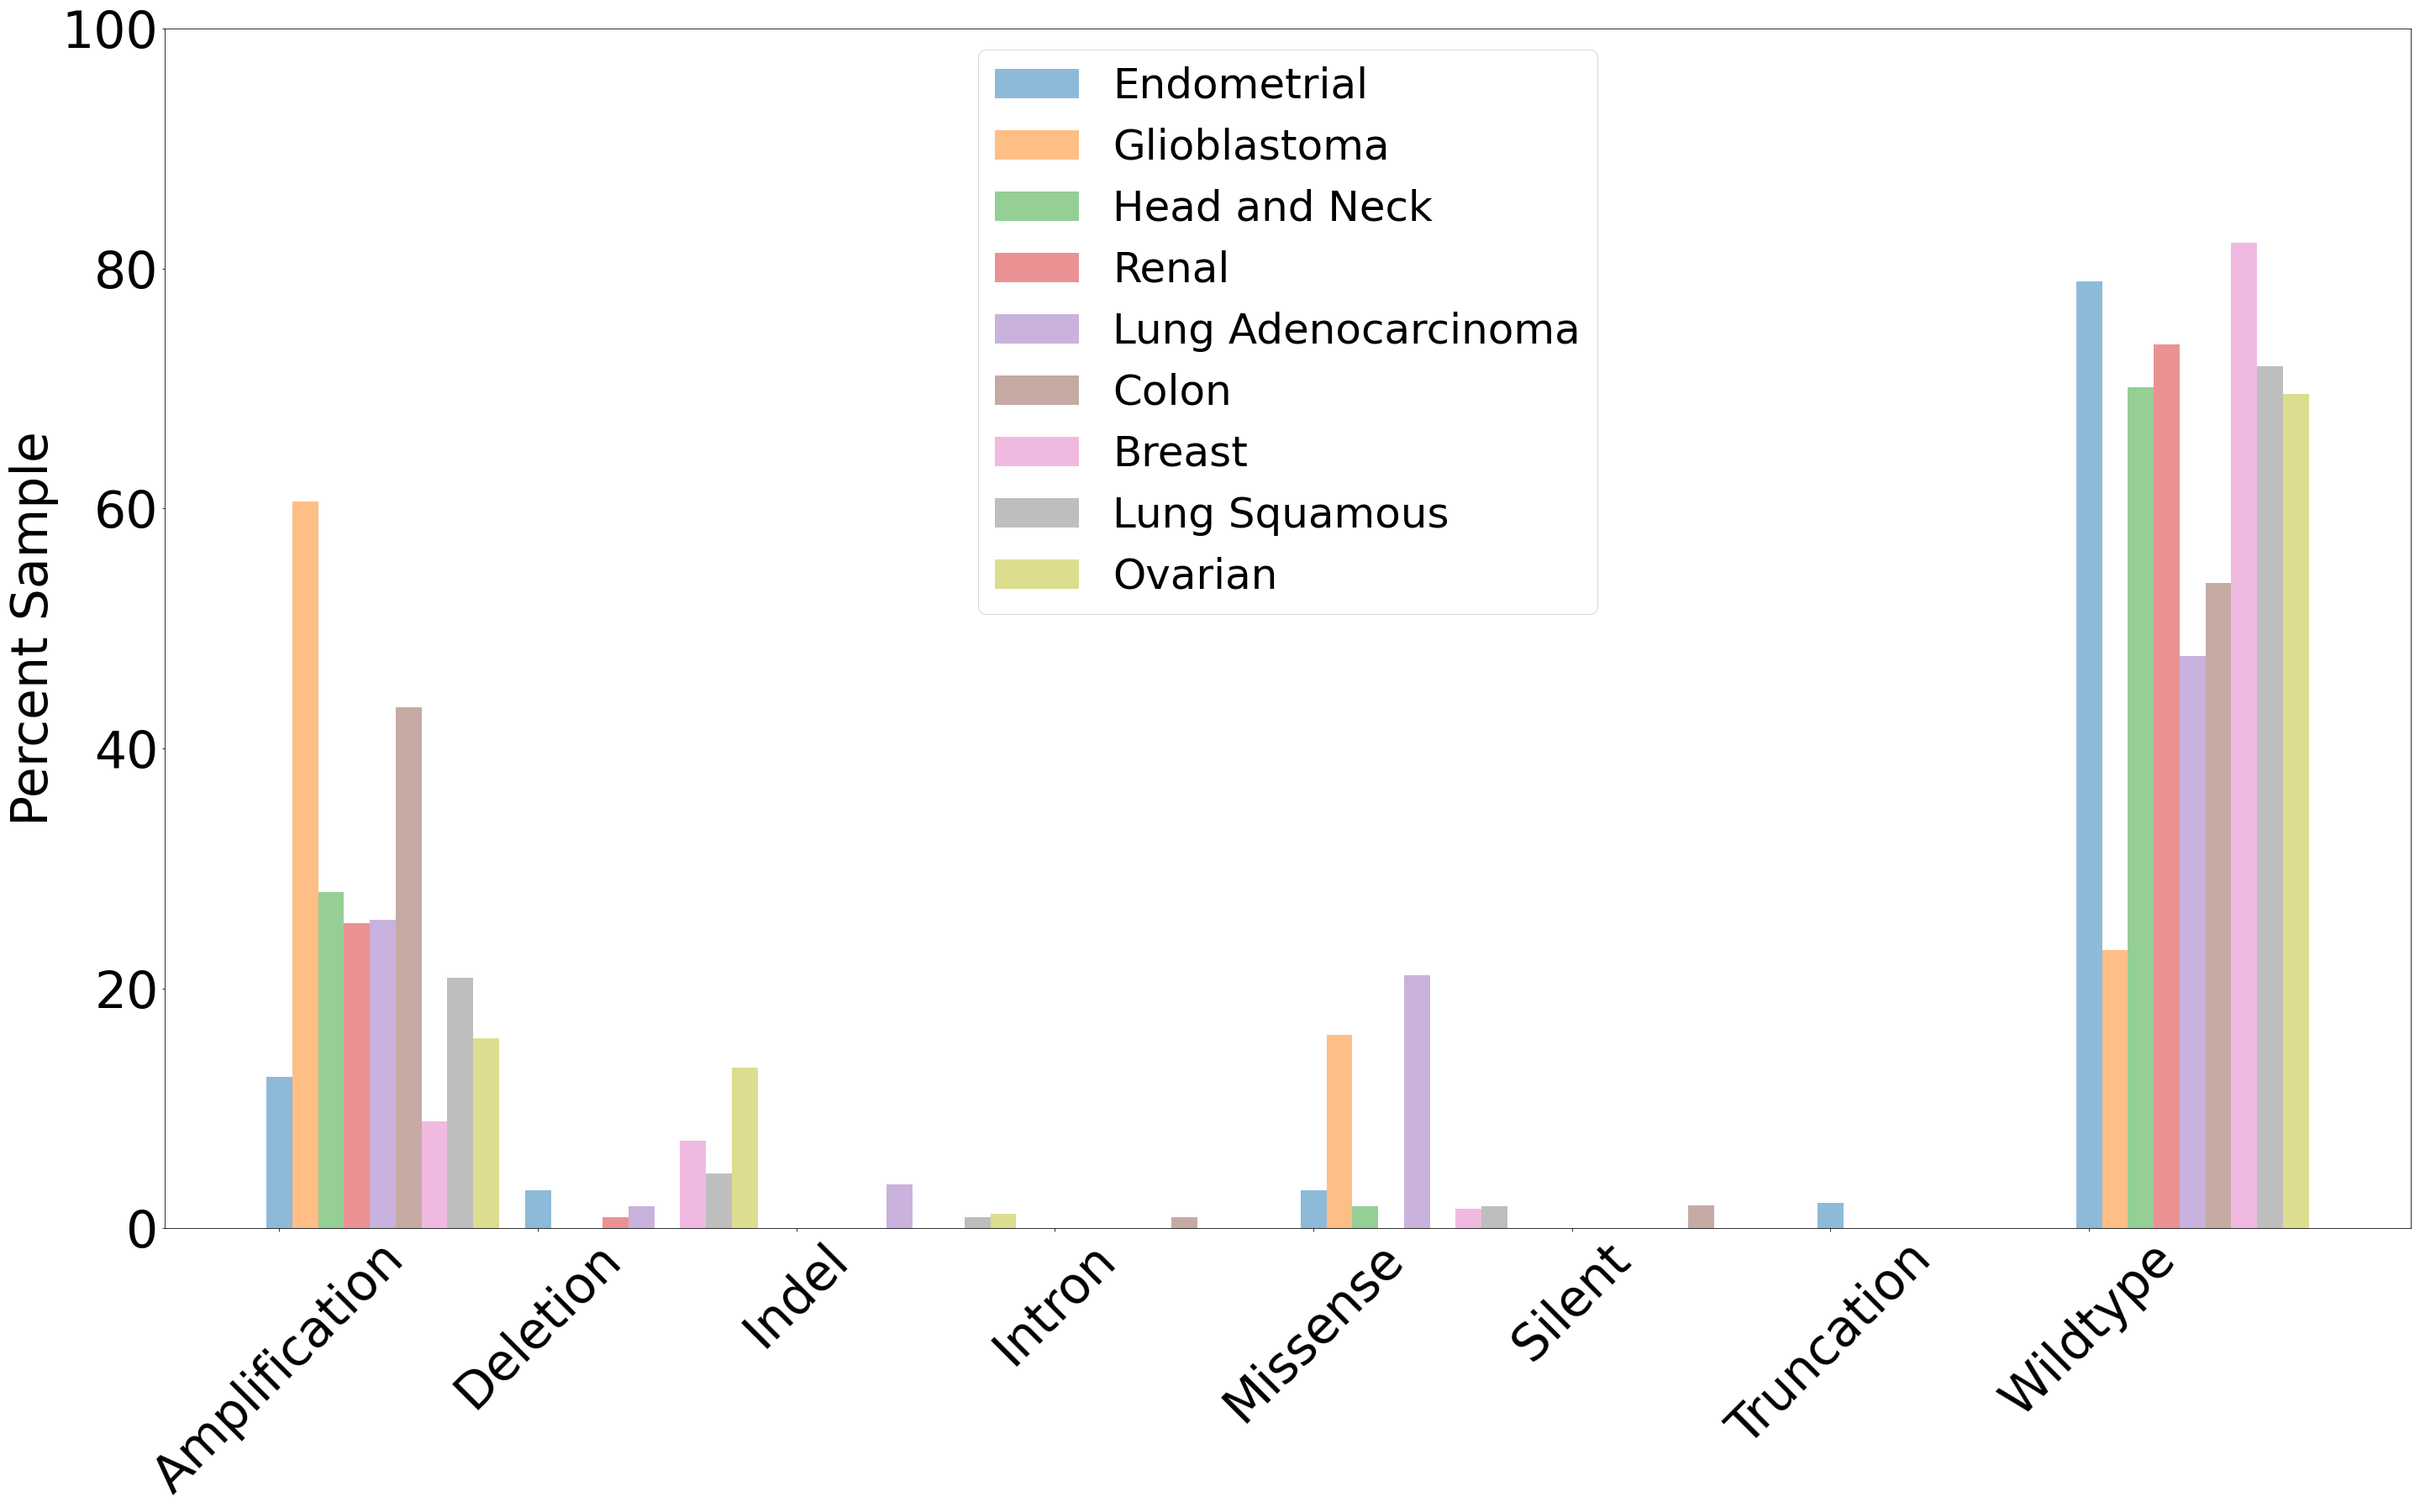 Percent Sample
100
80
60
40
20
0
Endometrial
Glioblastoma
Head and Neck
Renal
Lung Adenocarcinoma
Colon
Breast
Lung Squamous
Ovarian
Amplification
Deletion
Indel
Intron
Missense
Silent
Truncation
Wildtype